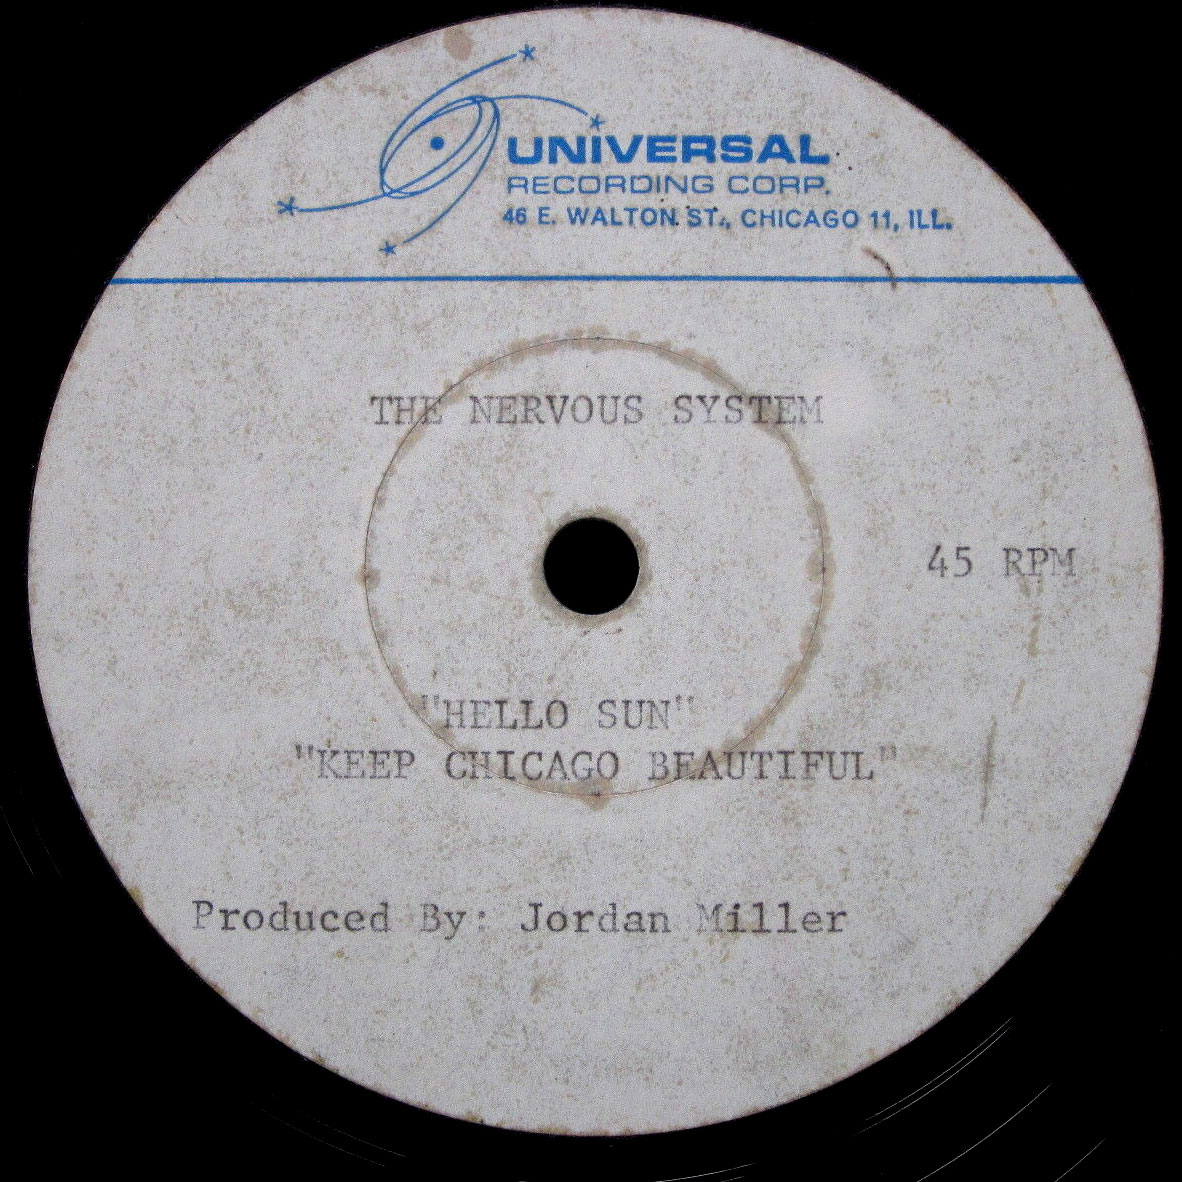 UNIVERSAL
RECORDING CORP.
46 E. WALTON ST., CHICAGO 11, ILL.
THE NERVOUS SYSTEM
45 RPM
"HELLO SUN"
"KEEP CHICAGO BEAUTIFUL"
Produced By: Jordan Miller